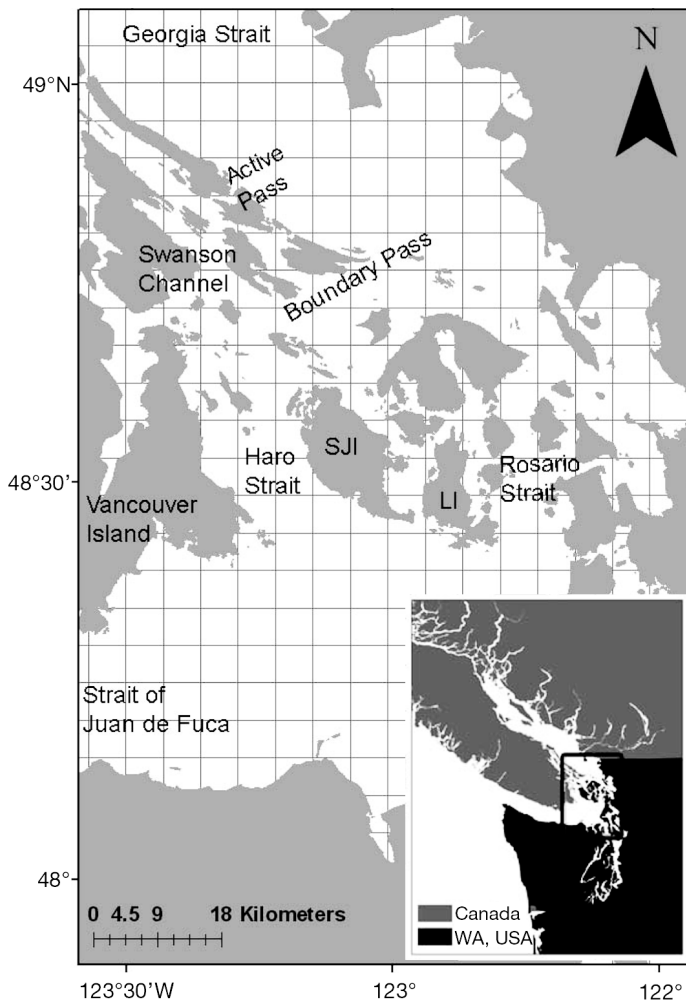 Georgia Strait
N
49°N
Active
Pass
Swanson
Channel
Boundary Pass
Haro
Strait
SJI
LI
Rosario
Strait
48°30'
Vancouver
Island
Strait of
Juan de Fuca
48°
0 4.5 9 18 Kilometers
Canada
WA, USA
123°30'W 123° 122°